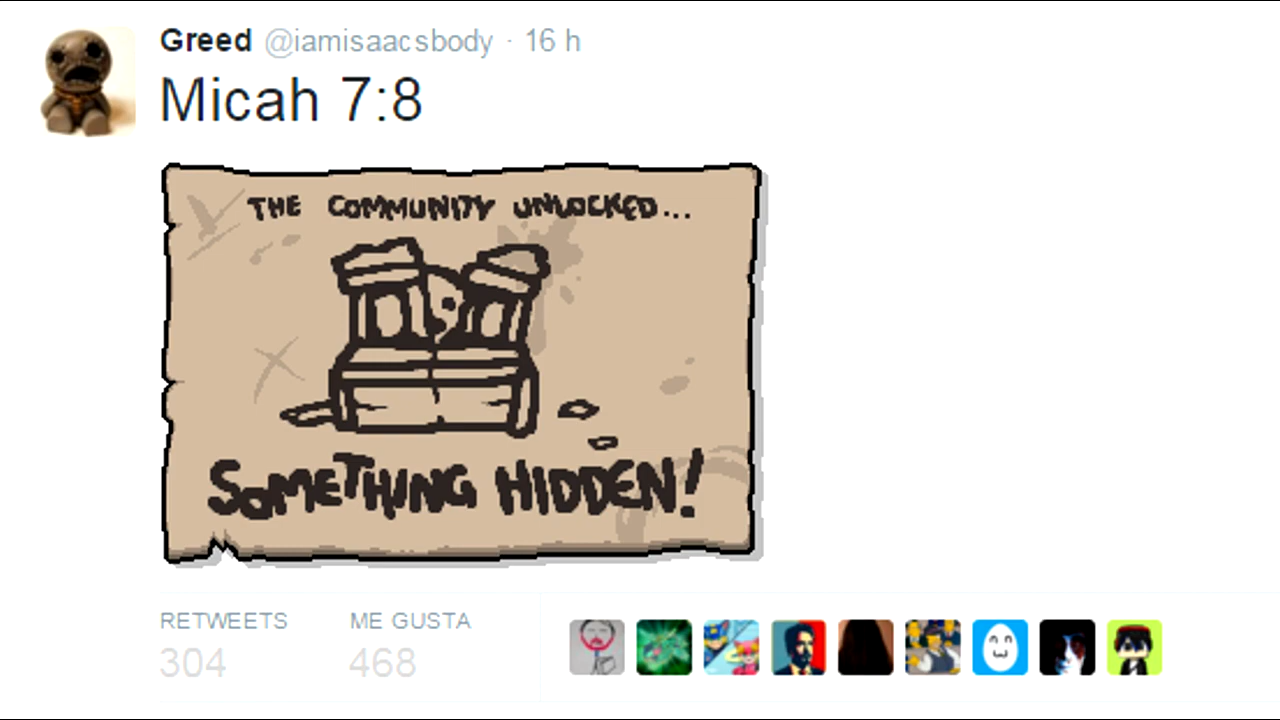 Greed @iamisaacsbody · 16 h
Micah 7:8
THE COMMUNITY UNLOCKED...
SOMETHING HIDDEN!
RETWEETS ME GUSTA
304 468